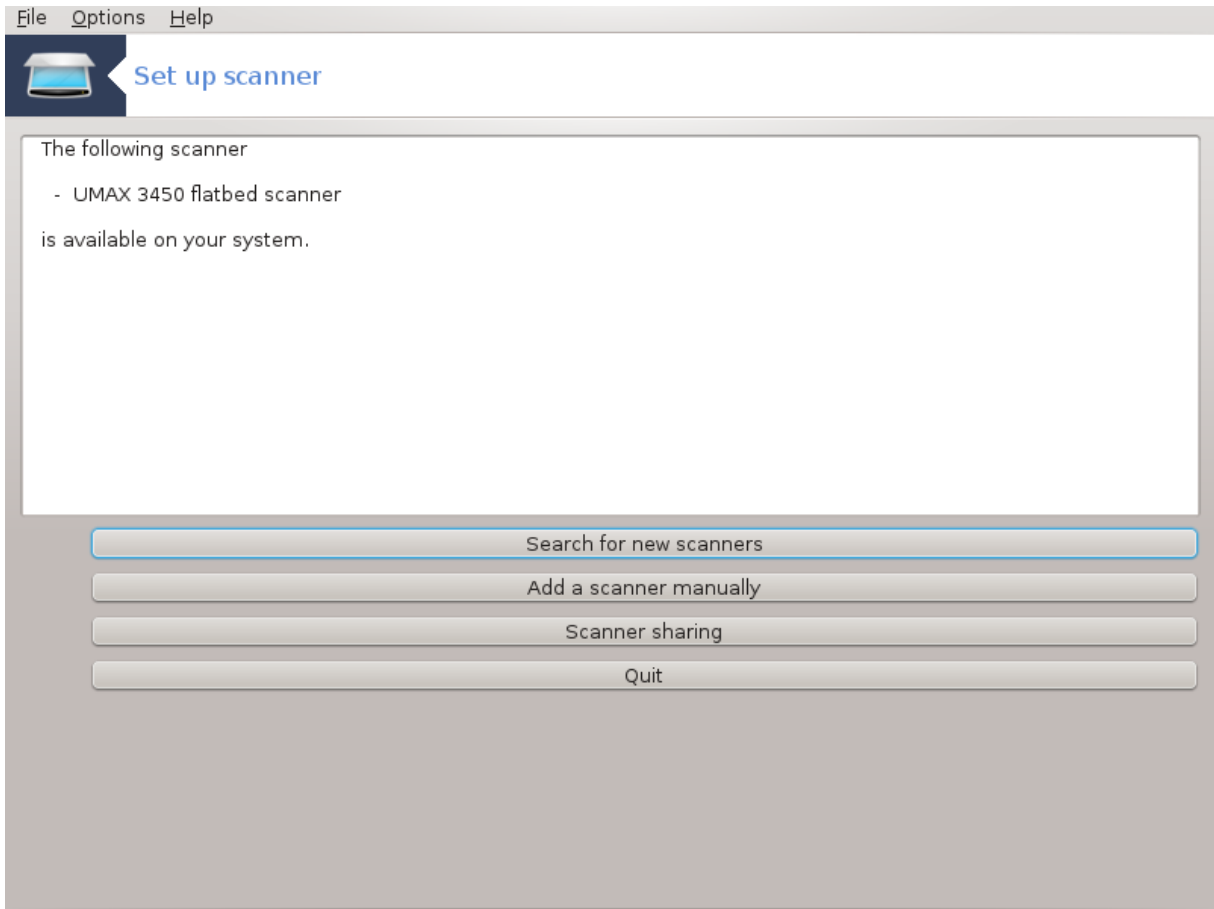 File Options Help
Set up scanner
The following scanner
- UMAX 3450 flatbed scanner
is available on your system.
Search for new scanners
Add a scanner manually
Scanner sharing
Quit